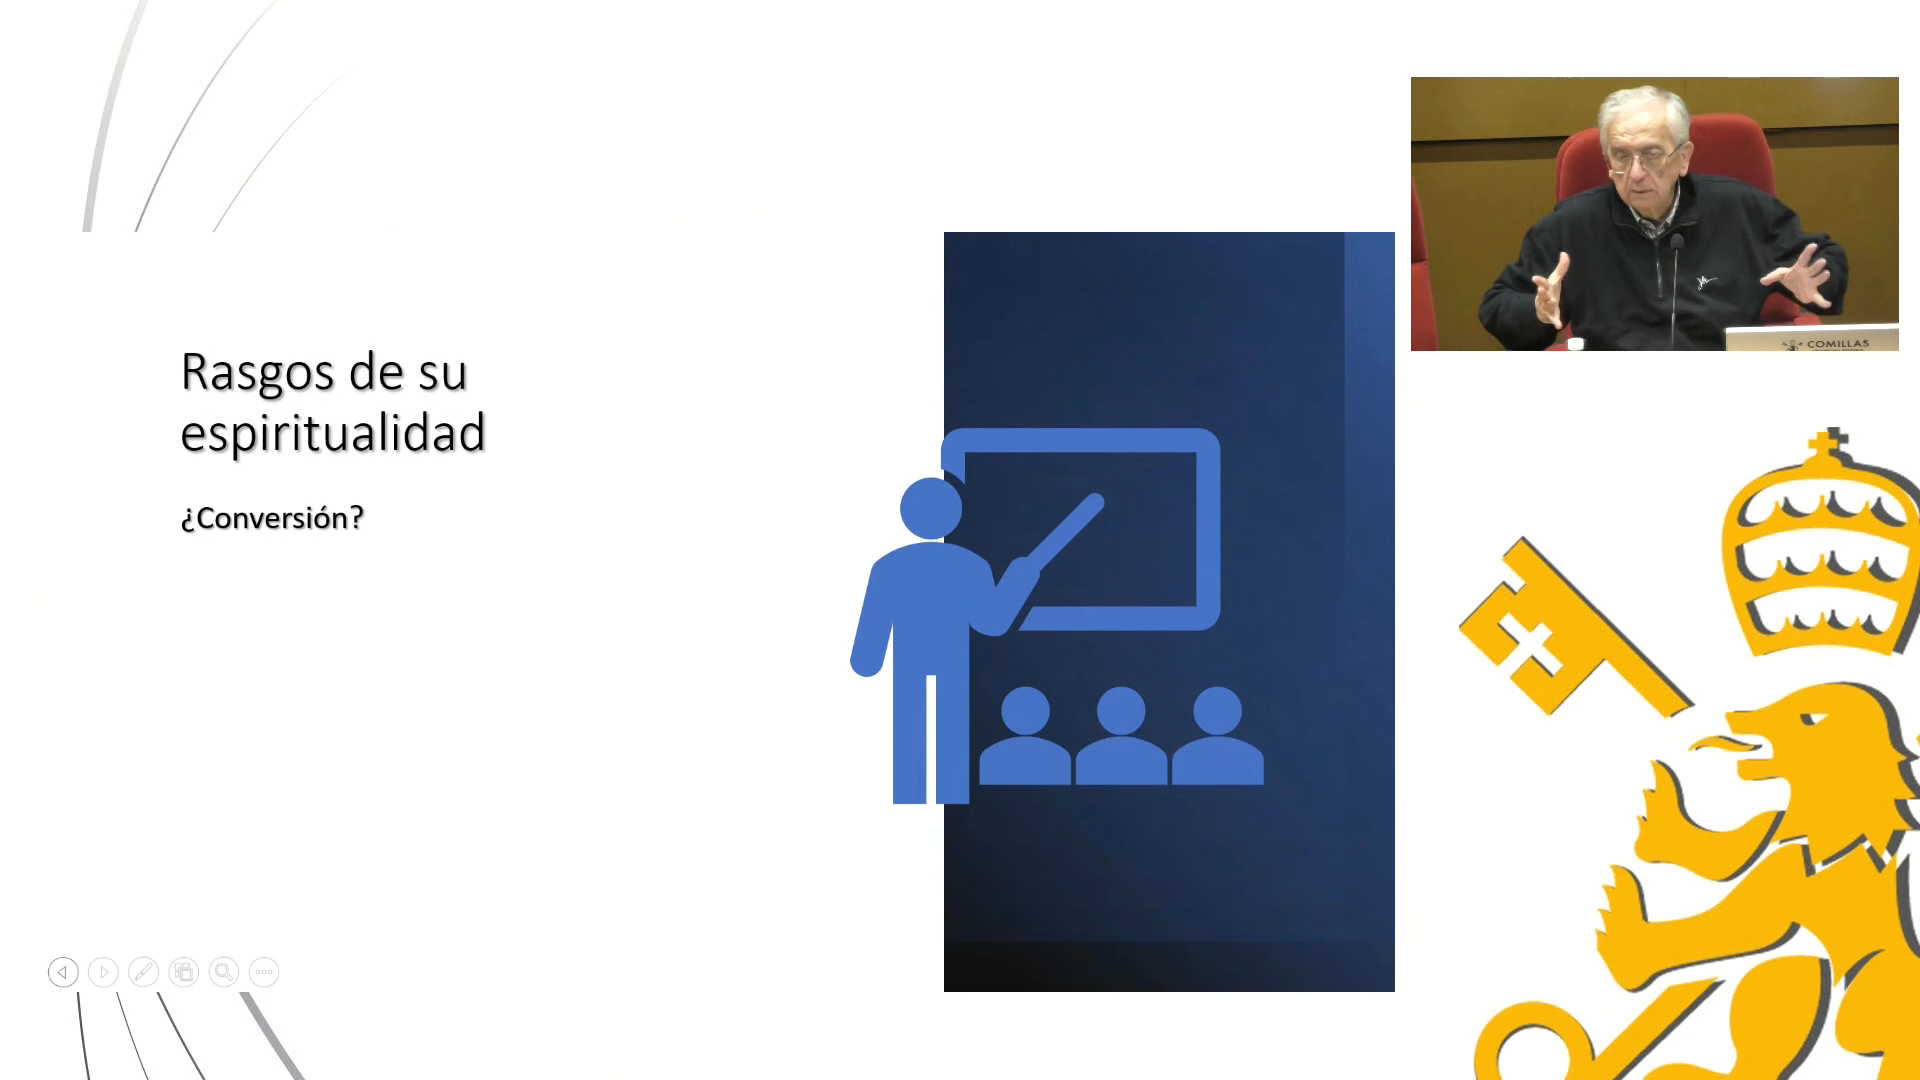 Rasgos de su
espiritualidad
¿Conversión?
COMILLAS